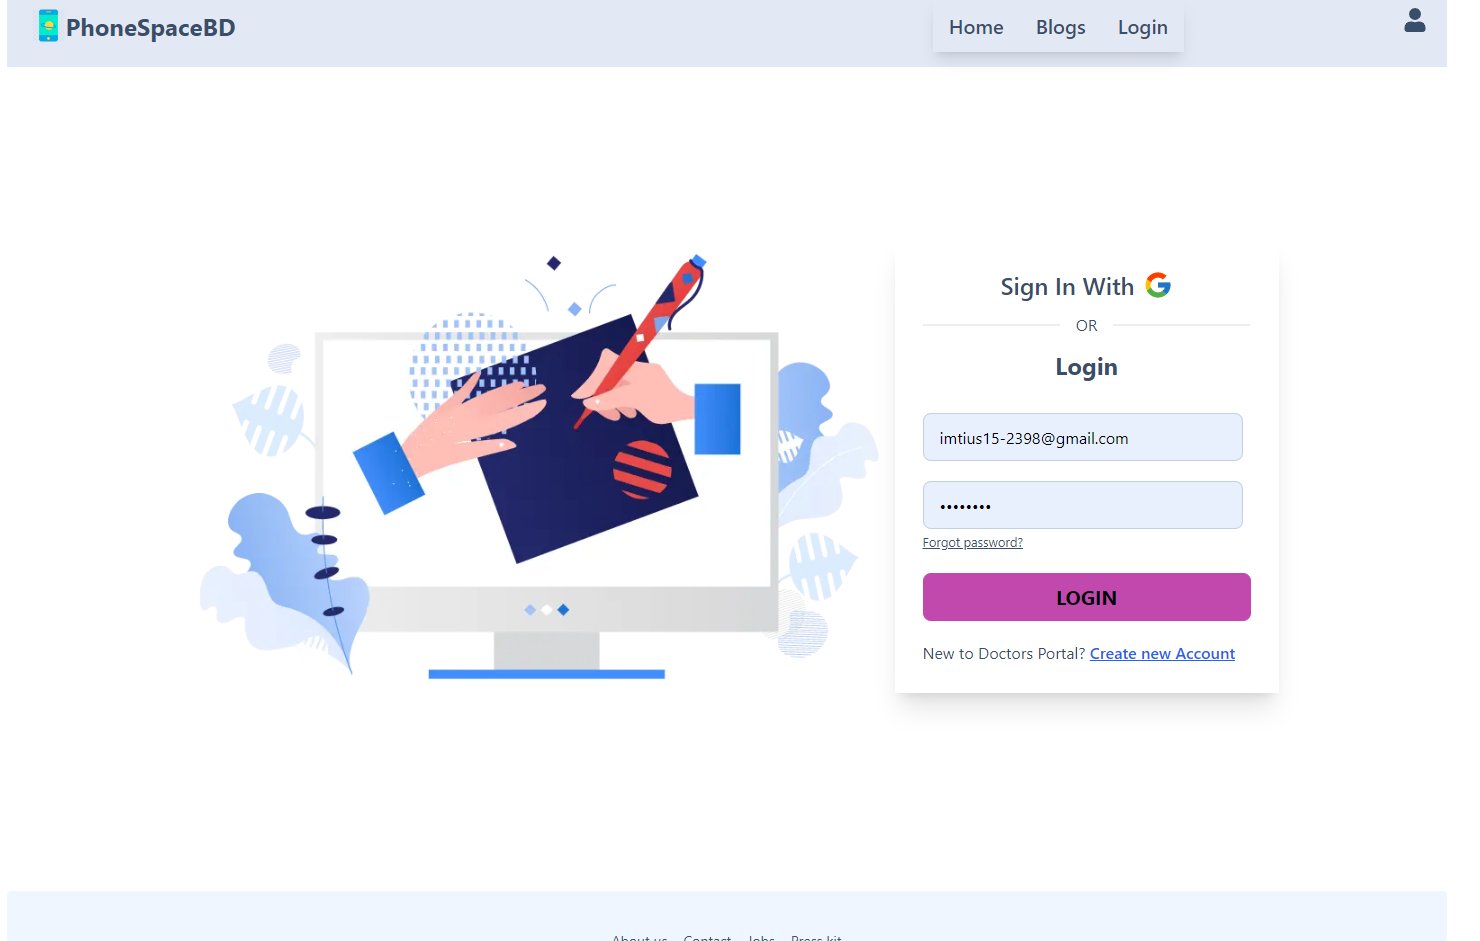 PhoneSpaceBD
Home Blogs Login
Sign In With
OR
Login
imtius15-2398@gmail.com
••••••••
Forgot password?
LOGIN
New to Doctors Portal? Create new Account
About us Contact Jobs Press kit